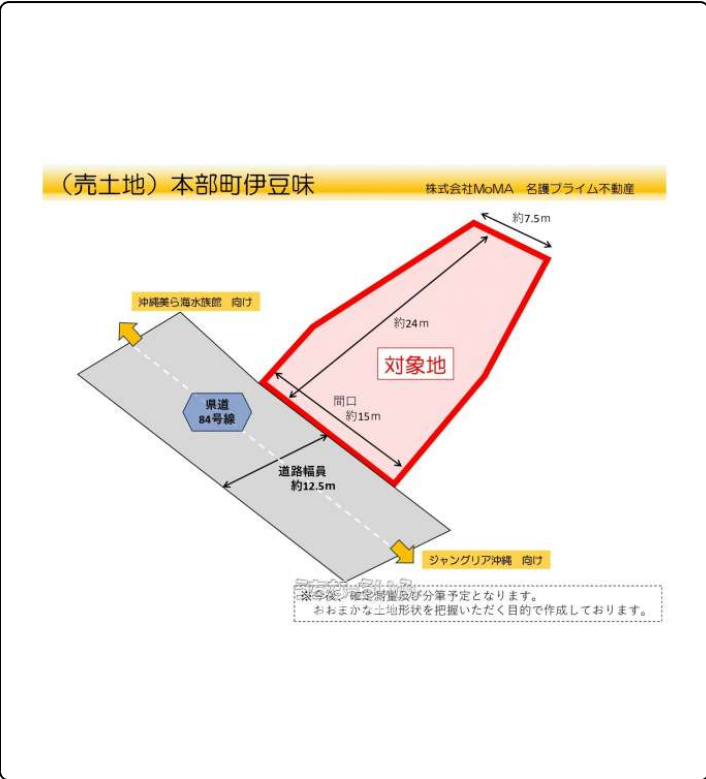 （売土地）本部町伊豆味
株式会社MoMA 名護プライム不動産
約7.5m
沖縄美ら海水族館 向け
約24m
対象地
県道
84号線
間口
約15m
道路幅員
約12.5m
ジャングリア沖縄 向け
※今後、確定測量及び分筆予定となります。
おおまかな土地形状を把握いただく目的で作成しております。